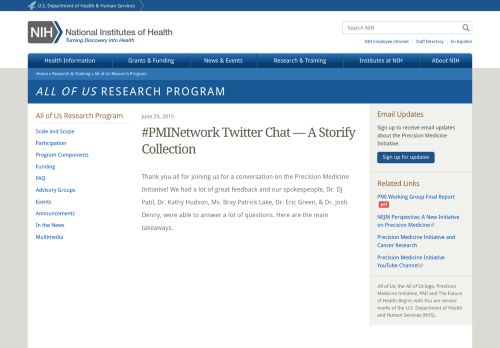 U.S. Department of Health & Human Services
NIH
National Institutes of Health
Turning Discovery Into Health
Search NIH
NIH Employee Intranet
Staff Directory
En Español
Health Information
Grants & Funding
News & Events
Research & Training
Institutes at NIH
About NIH
Home » Research & Training » All of Us Research Program
ALL OF US RESEARCH PROGRAM
All of Us Research Program
Scale and Scope
Participation
Program Components
Funding
FAQ
Advisory Groups
Events
Announcements
In the News
Multimedia
June 29, 2015
#PMINetwork Twitter Chat — A Storify
Collection
Thank you all for joining us for a conversation on the Precision Medicine
Initiative! We had a lot of great feedback and our spokespeople, Dr. DJ
Patil, Dr. Kathy Hudson, Ms. Bray Patrick Lake, Dr. Eric Green, & Dr. Josh
Denny, were able to answer a lot of questions. Here are the main
takeaways.
Email Updates
Sign up to receive email updates
about the Precision Medicine
Initiative.
Sign up for updates
Related Links
PMI Working Group Final Report
pdf
NEJM Perspective: A New Initiative
on Precision Medicine
Precision Medicine Initiative and
Cancer Research
Precision Medicine Initiative
YouTube Channel
All of Us, the All of Us logo, Precision
Medicine Initiative, PMI and The Future
of Health Begins with You are service
marks of the U.S. Department of Health
and Human Services (HHS).